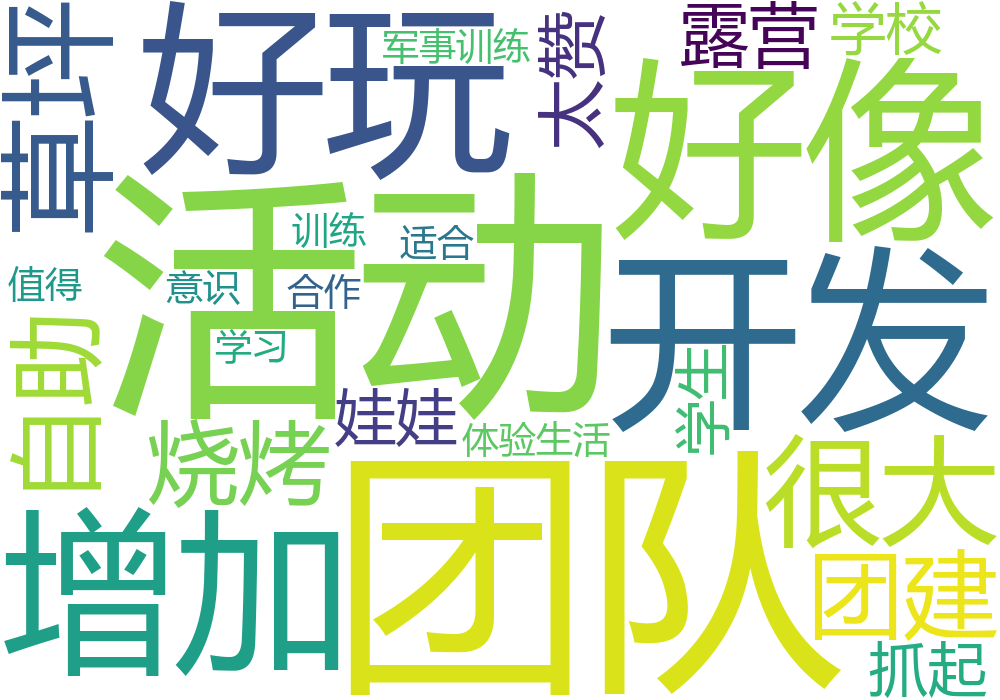 草坪
好玩
军事训练
太赞
露营
学校
好像
活动
训练
适合
值得
意识
合作
开发
自助
学习
学生
娃娃
烧烤
体验生活
很大
增加
团队
团建
抓起